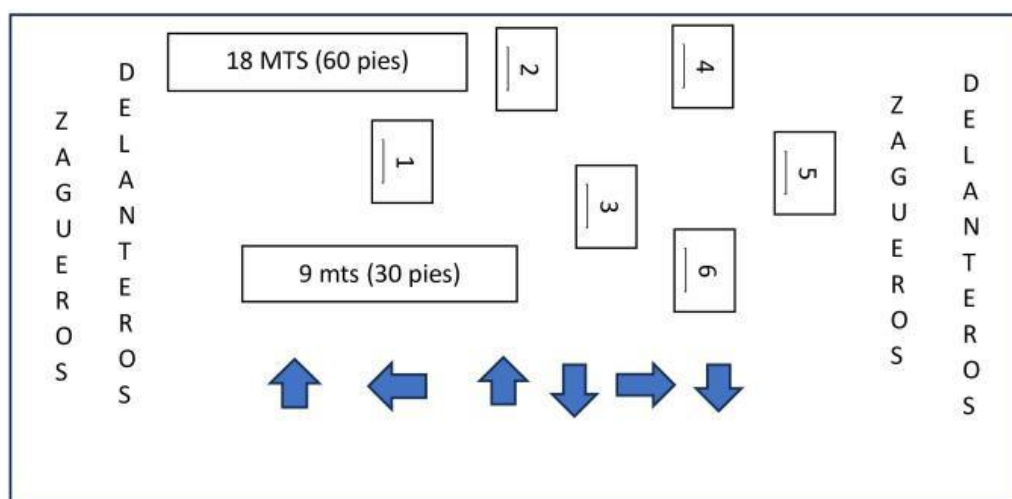 ZAGUEROS
DELANTEROS
18 MTS (60 pies)
2
4
1
5
3
9 mts (30 pies)
6
ZAGUEROS
DELANTEROS